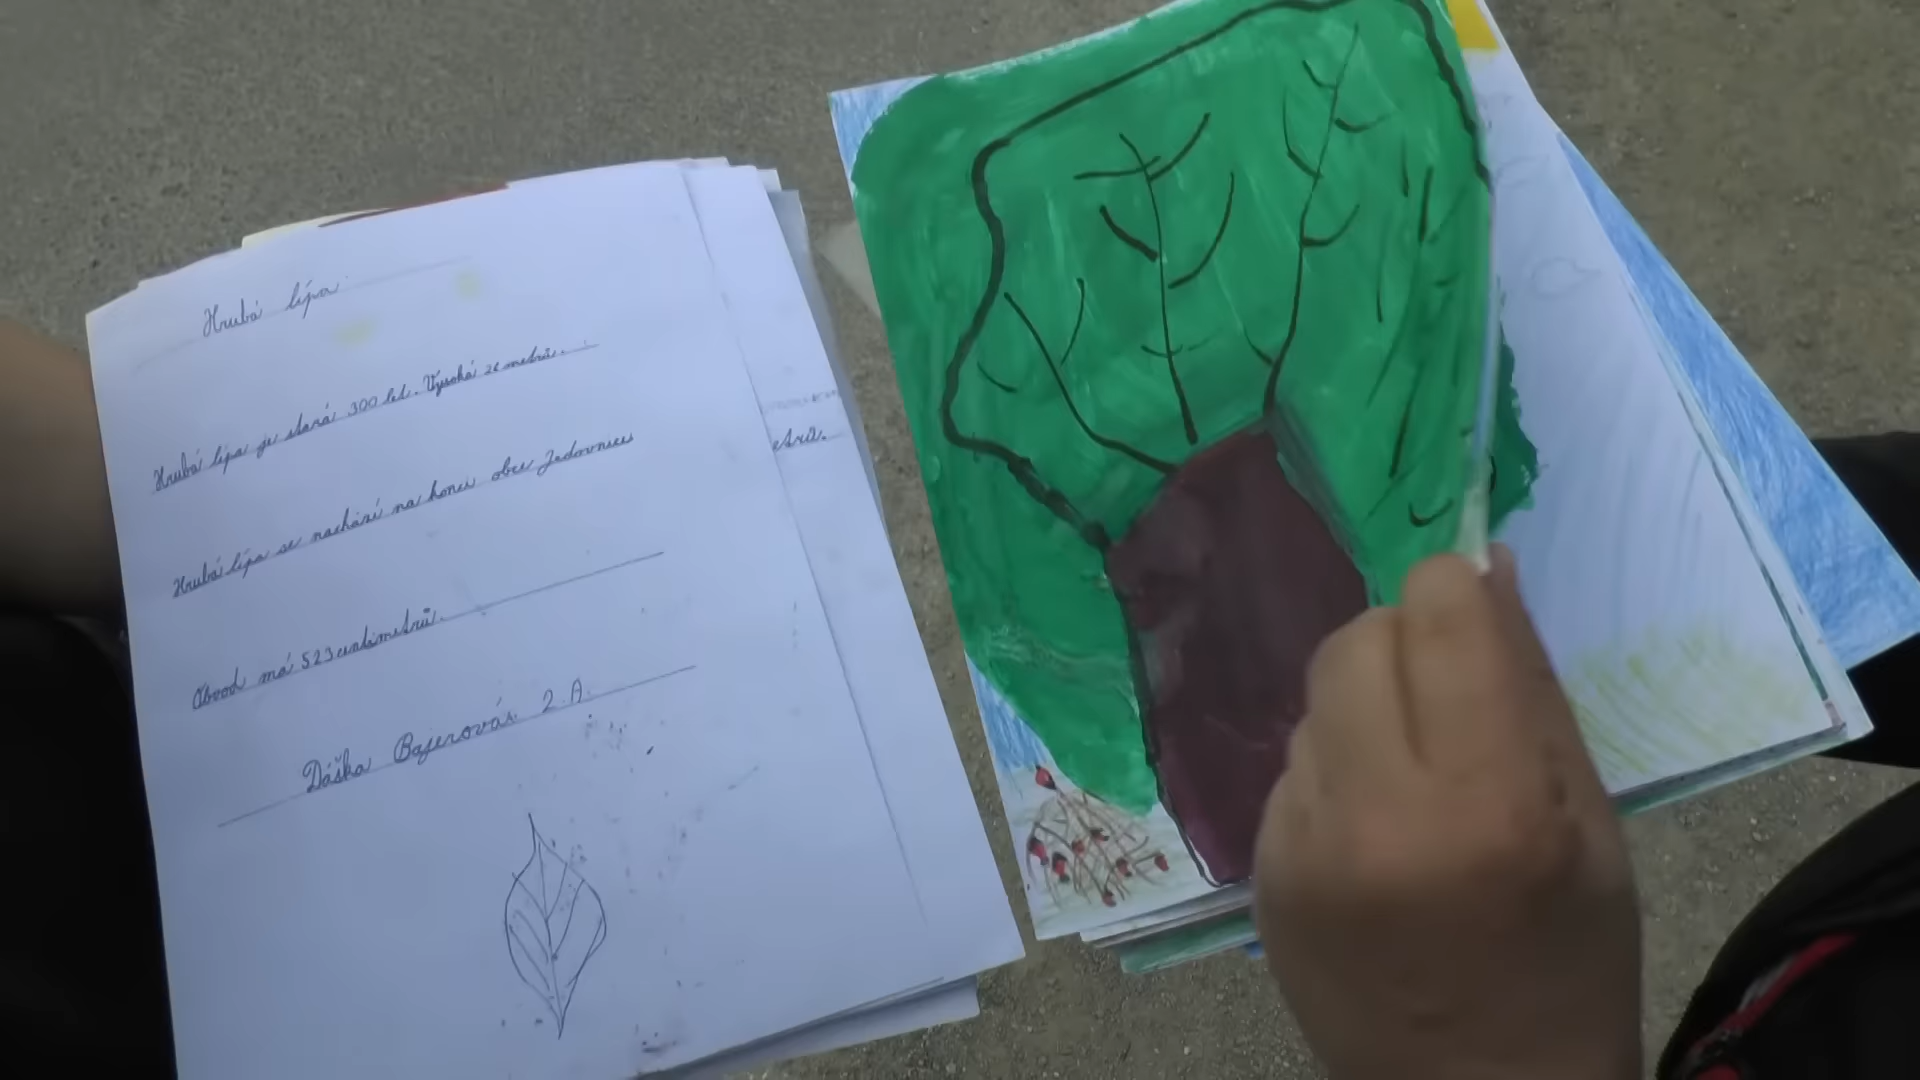 Hrubá lípa
Hrubá lípa je stará 300 let. Vysoká 26 metrů.
Hrubá lípa se nachází na konci obce Jedovnice
Obvod má 523 centimetrů.
Dáška Bajerová 2. A.
etrů.